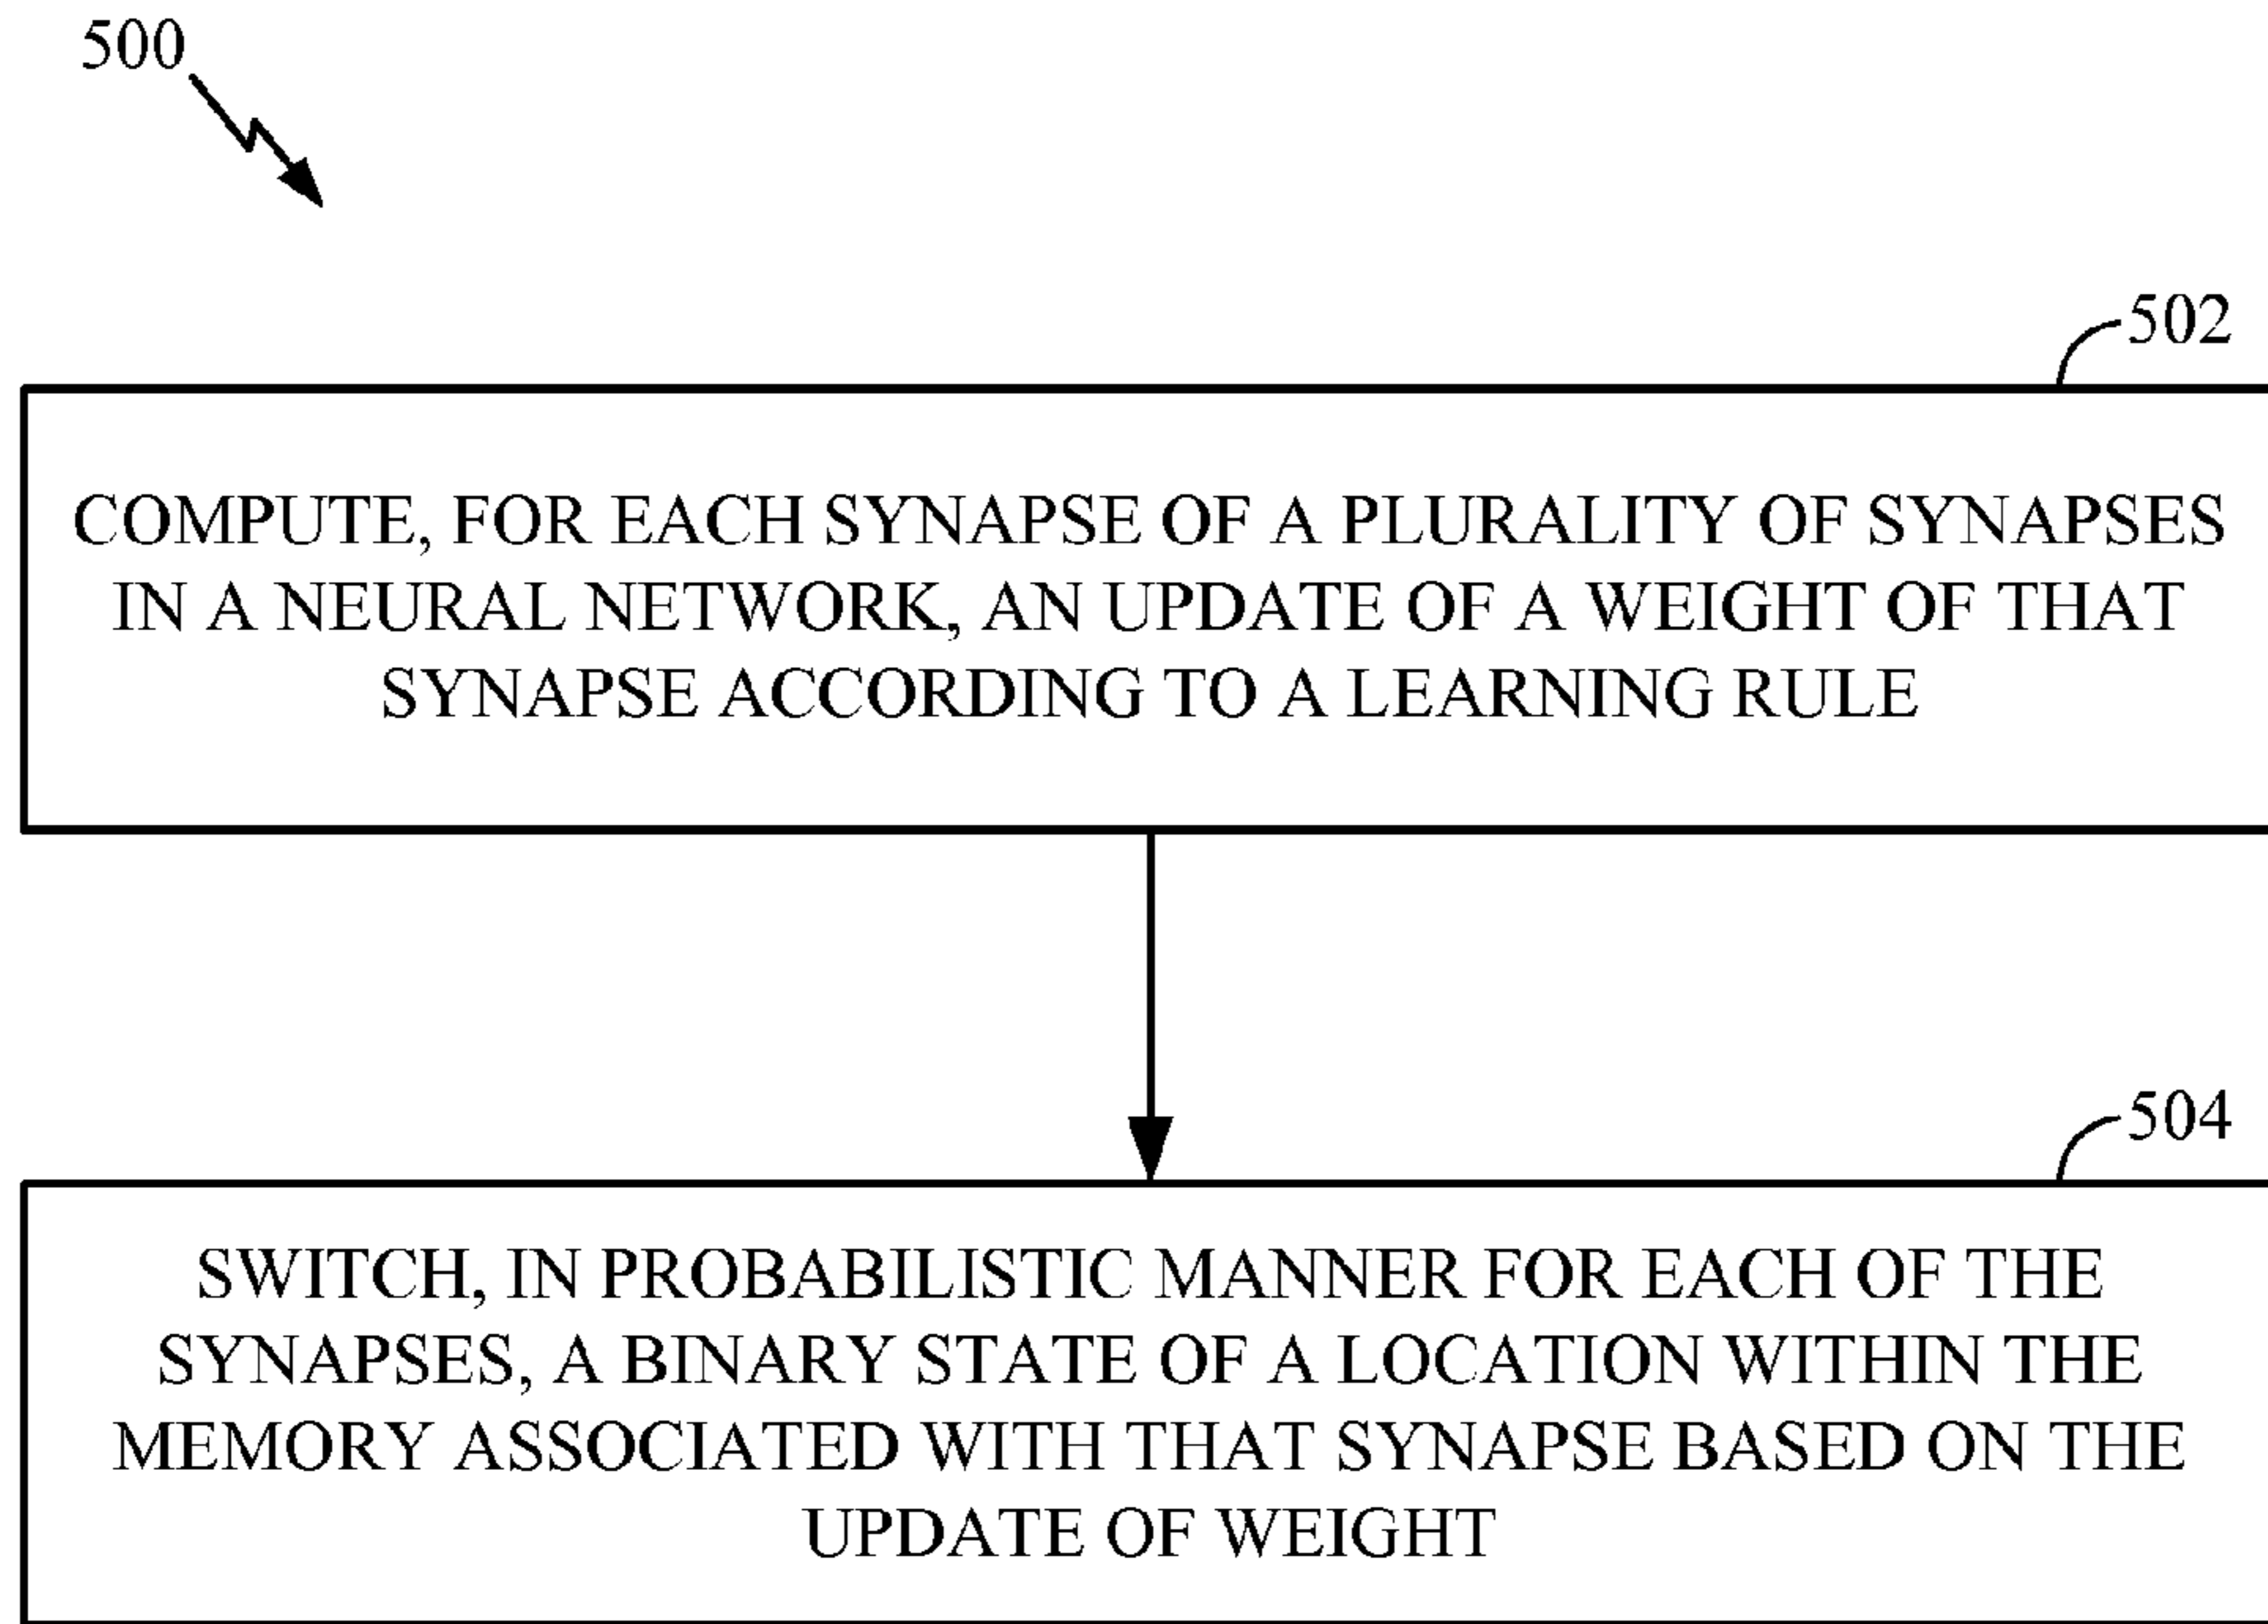 500
502
COMPUTE, FOR EACH SYNAPSE OF A PLURALITY OF SYNAPSES
IN A NEURAL NETWORK, AN UPDATE OF A WEIGHT OF THAT
SYNAPSE ACCORDING TO A LEARNING RULE
504
SWITCH, IN PROBABILISTIC MANNER FOR EACH OF THE
SYNAPSES, A BINARY STATE OF A LOCATION WITHIN THE
MEMORY ASSOCIATED WITH THAT SYNAPSE BASED ON THE
UPDATE OF WEIGHT